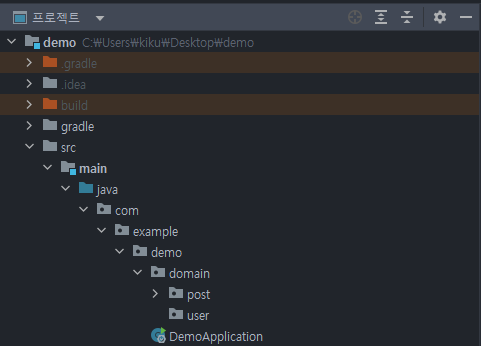 프로젝트
demo C:₩Users₩kiku₩Desktop₩demo
.gradle
.idea
build
gradle
src
main
java
com
example
demo
domain
post
user
DemoApplication